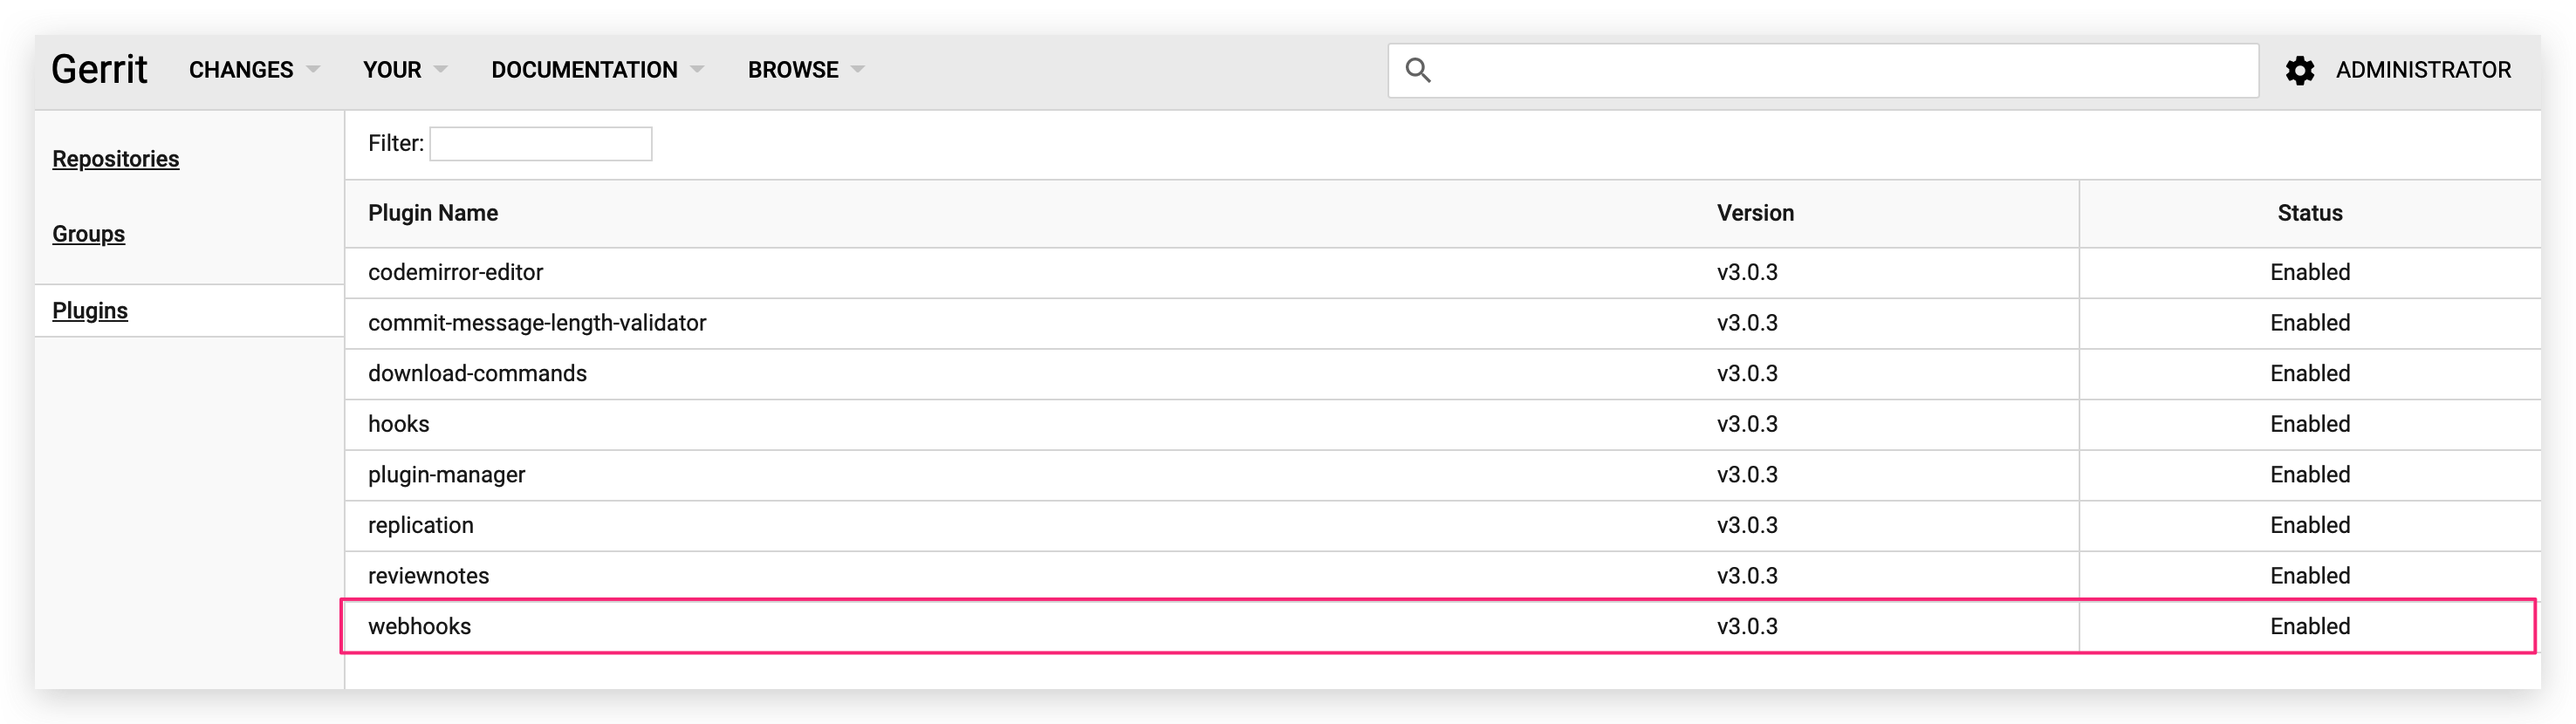 Gerrit CHANGES YOUR DOCUMENTATION BROWSE ADMINISTRATOR
Repositories
Groups
Plugins
Filter:
Plugin Name Version Status
codemirror-editor v3.0.3 Enabled
commit-message-length-validator v3.0.3 Enabled
download-commands v3.0.3 Enabled
hooks v3.0.3 Enabled
plugin-manager v3.0.3 Enabled
replication v3.0.3 Enabled
reviewnotes v3.0.3 Enabled
webhooks v3.0.3 Enabled